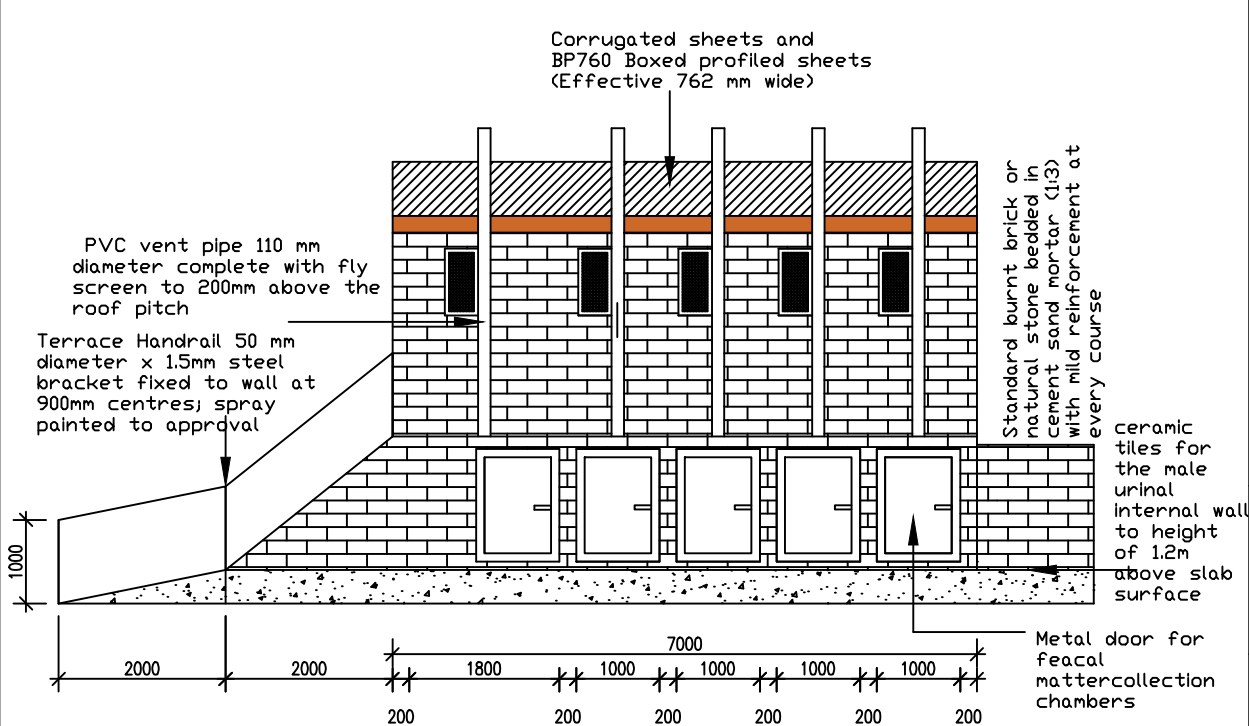 Corrugated sheets and
BP760 Boxed profiled sheets
(Effective 762 mm wide)
PVC vent pipe 110 mm
diameter complete with fly
screen to 200mm above the
roof pitch
Terrace Handrail 50 mm
diameter x 1.5mm steel
bracket fixed to wall at
900mm centres; spray
painted to approval
Standard burnt brick or
natural stone bedded in
cement sand mortar (1:3)
with mild reinforcement at
every course
ceramic
tiles for
the male
urinal
internal wall
to height
of 1.2m
above slab
surface
Metal door for
feacal
mattercollection
chambers
1000
7000
2000 2000 1800 1000 1000 1000 1000
200 200 200 200 200 200